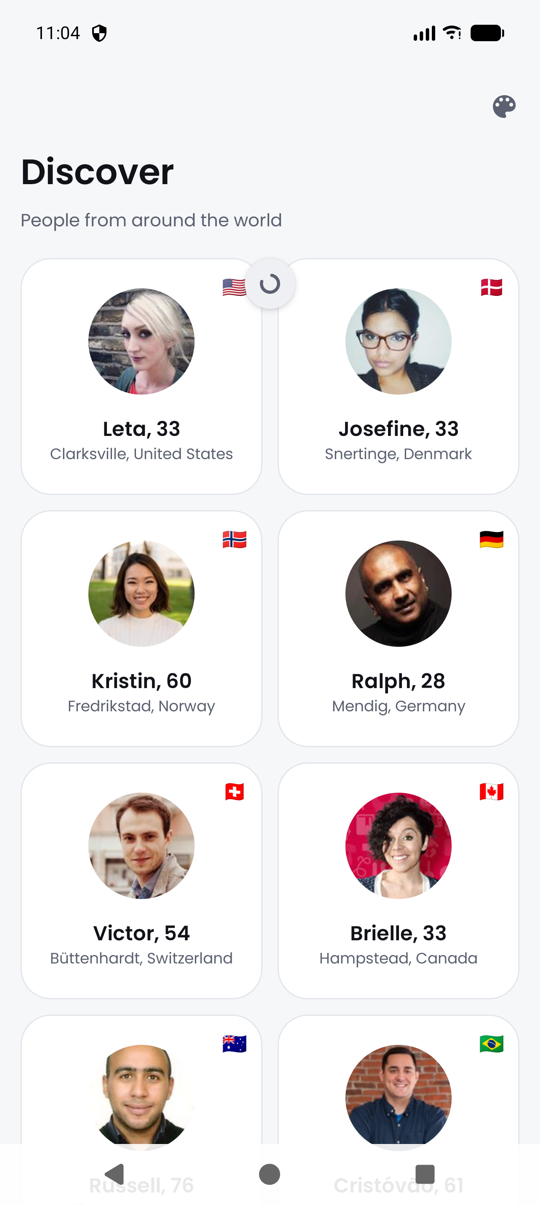 11:04
Discover
People from around the world
Leta, 33
Clarksville, United States
Josefine, 33
Snertinge, Denmark
Kristin, 60
Fredrikstad, Norway
Ralph, 28
Mendig, Germany
Victor, 54
Büttenhardt, Switzerland
Brielle, 33
Hampstead, Canada
Russell, 76
Cristóvão, 61